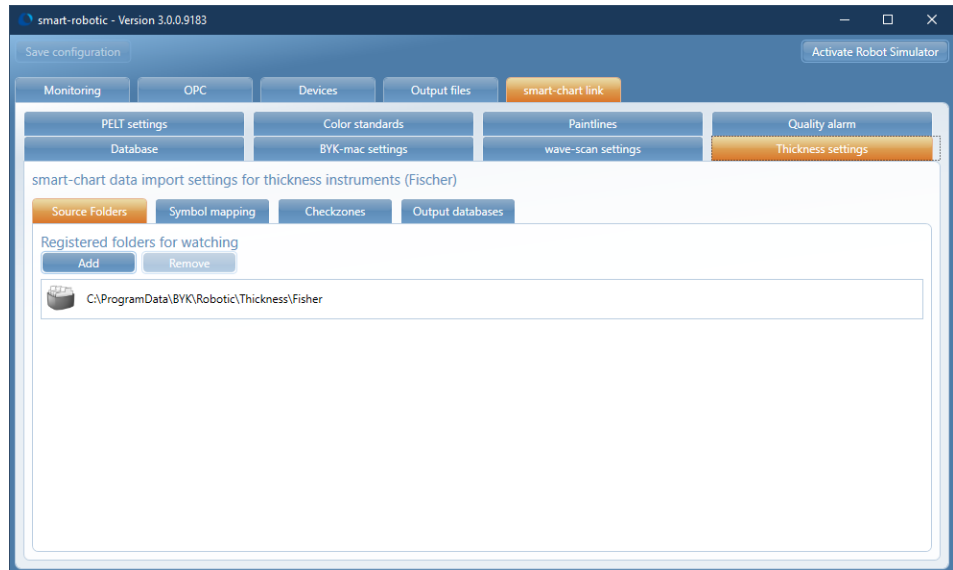 smart-robotic - Version 3.0.0.9183
Save configuration
Activate Robot Simulator
Monitoring
OPC
Devices
Output files
smart-chart link
PELT settings
Color standards
Paintlines
Quality alarm
Database
BYK-mac settings
wave-scan settings
Thickness settings
smart-chart data import settings for thickness instruments (Fischer)
Source Folders
Symbol mapping
Checkzones
Output databases
Registered folders for watching
Add
Remove
C:\ProgramData\BYK\Robotic\Thickness\Fisher